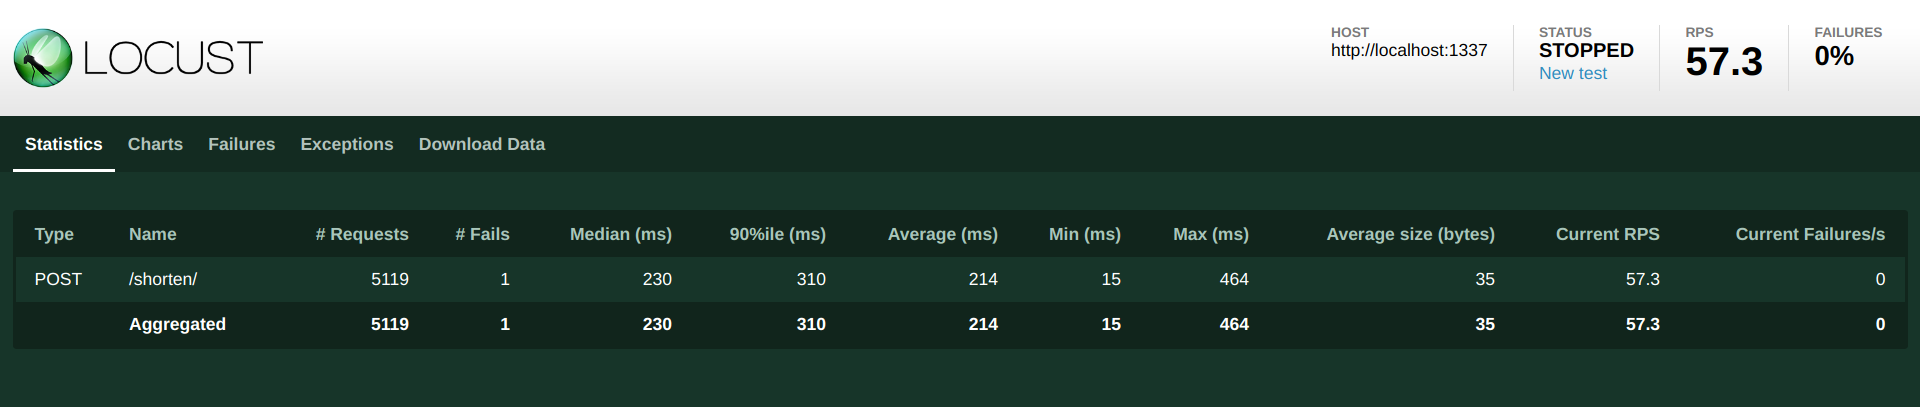 LOCUST
HOST
http://localhost:1337
STATUS
STOPPED
New test
RPS
57.3
FAILURES
0%
Statistics Charts Failures Exceptions Download Data
Type Name # Requests # Fails Median (ms) 90%ile (ms) Average (ms) Min (ms) Max (ms) Average size (bytes) Current RPS Current Failures/s
POST /shorten/ 5119 1 230 310 214 15 464 35 57.3 0
Aggregated 5119 1 230 310 214 15 464 35 57.3 0